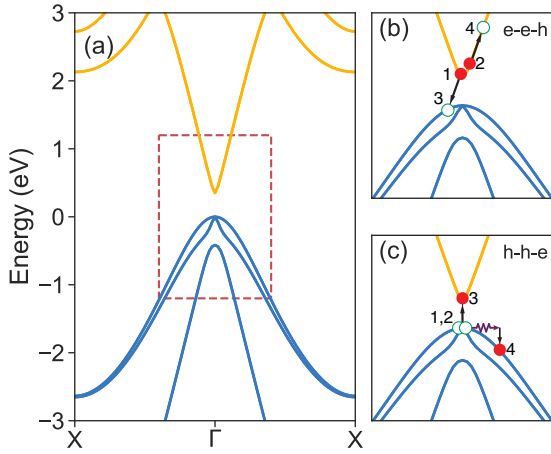 (a)
Energy (eV)
3
2
1
0
−1
−2
−3
X
Γ
X
(b)
e-e-h
4
2
1
3
(c)
h-h-e
3
1,2
4